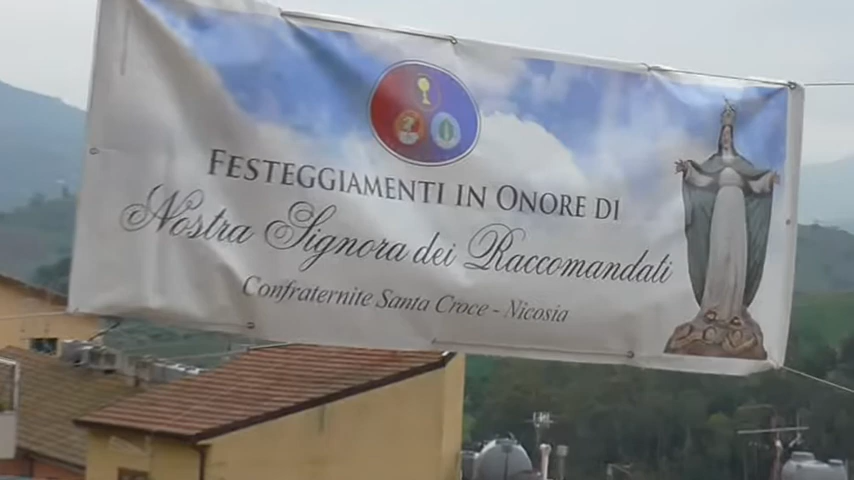 Festeggiamenti in Onore di
Nostra Signora dei Raccomandati
Confraternite Santa Croce - Nicosia